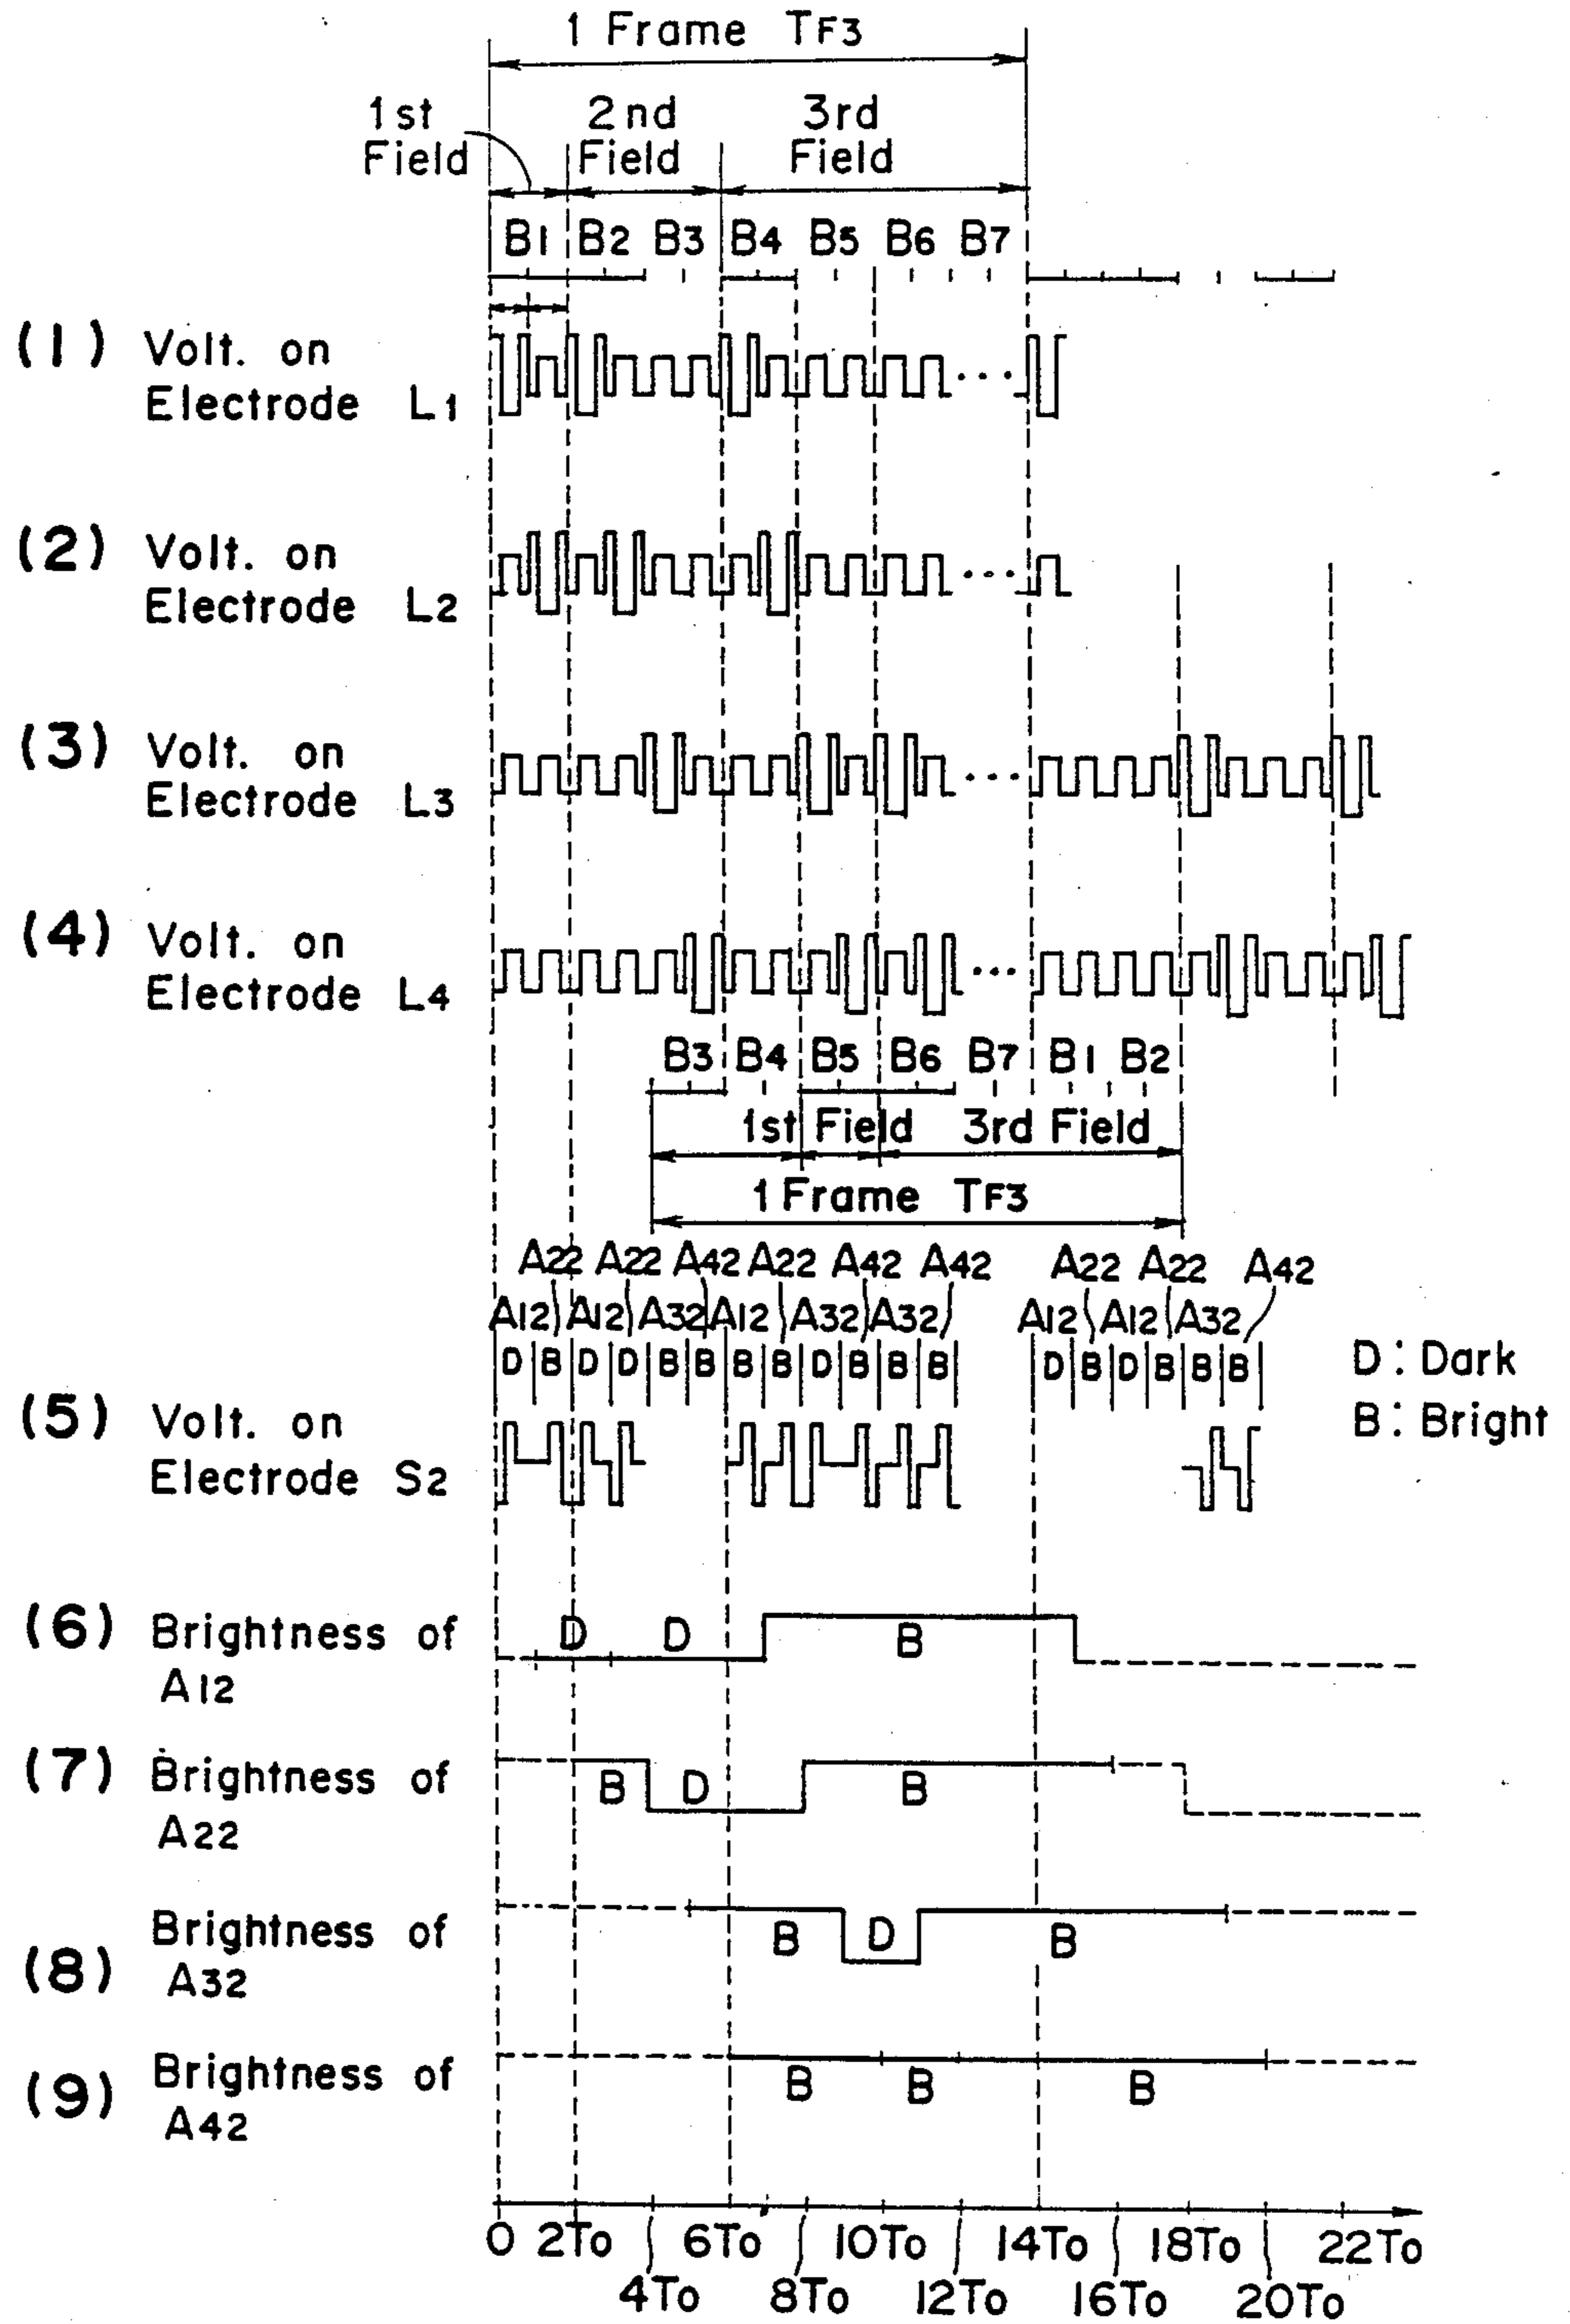 1 Frame TF3
1st Field
2nd Field
3rd Field
B1 B2 B3 B4 B5 B6 B7
(1) Volt. on Electrode L1
(2) Volt. on Electrode L2
(3) Volt. on Electrode L3
(4) Volt. on Electrode L4
B3 B4 B5 B6 B7 B1 B2
1st Field 3rd Field
1 Frame TF3
A22 A22 A42 A22 A42 A42 A22 A22 A42
A12 A12 A32 A12 A32 A32 A12 A12 A32
D B D D B B B B D B B B D B D B B B
D : Dark
B : Bright
(5) Volt. on Electrode S2
(6) Brightness of A12
D D B
(7) Brightness of A22
B D B
(8) Brightness of A32
B D B
(9) Brightness of A42
B B B
0 2To 6To 10To 14To 18To 22To
4To 8To 12To 16To 20To